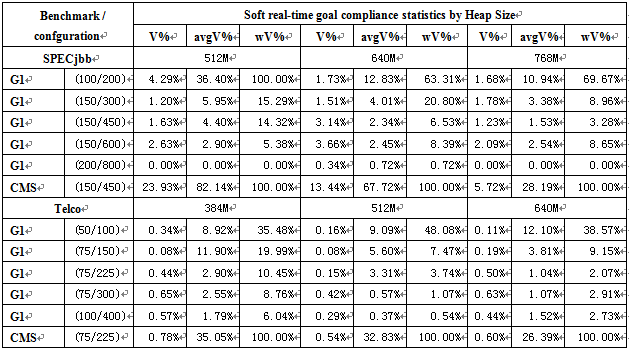 Benchmark / confguration Soft real-time goal compliance statistics by Heap Size
V% avgV% wV% V% avgV% wV% V% avgV% wV%
SPECjbb 512M 640M 768M
G1 (100/200) 4.29% 36.40% 100.00% 1.73% 12.83% 63.31% 1.68% 10.94% 69.67%
G1 (150/300) 1.20% 5.95% 15.29% 1.51% 4.01% 20.80% 1.78% 3.38% 8.96%
G1 (150/450) 1.63% 4.40% 14.32% 3.14% 2.34% 6.53% 1.23% 1.53% 3.28%
G1 (150/600) 2.63% 2.90% 5.38% 3.66% 2.45% 8.39% 2.09% 2.54% 8.65%
G1 (200/800) 0.00% 0.00% 0.00% 0.34% 0.72% 0.72% 0.00% 0.00% 0.00%
CMS (150/450) 23.93% 82.14% 100.00% 13.44% 67.72% 100.00% 5.72% 28.19% 100.00%
Telco 384M 512M 640M
G1 (50/100) 0.34% 8.92% 35.48% 0.16% 9.09% 48.08% 0.11% 12.10% 38.57%
G1 (75/150) 0.08% 11.90% 19.99% 0.08% 5.60% 7.47% 0.19% 3.81% 9.15%
G1 (75/225) 0.44% 2.90% 10.45% 0.15% 3.31% 3.74% 0.50% 1.04% 2.07%
G1 (75/300) 0.65% 2.55% 8.76% 0.42% 0.57% 1.07% 0.63% 1.07% 2.91%
G1 (100/400) 0.57% 1.79% 6.04% 0.29% 0.37% 0.54% 0.44% 1.52% 2.73%
CMS (75/225) 0.78% 35.05% 100.00% 0.54% 32.83% 100.00% 0.60% 26.39% 100.00%